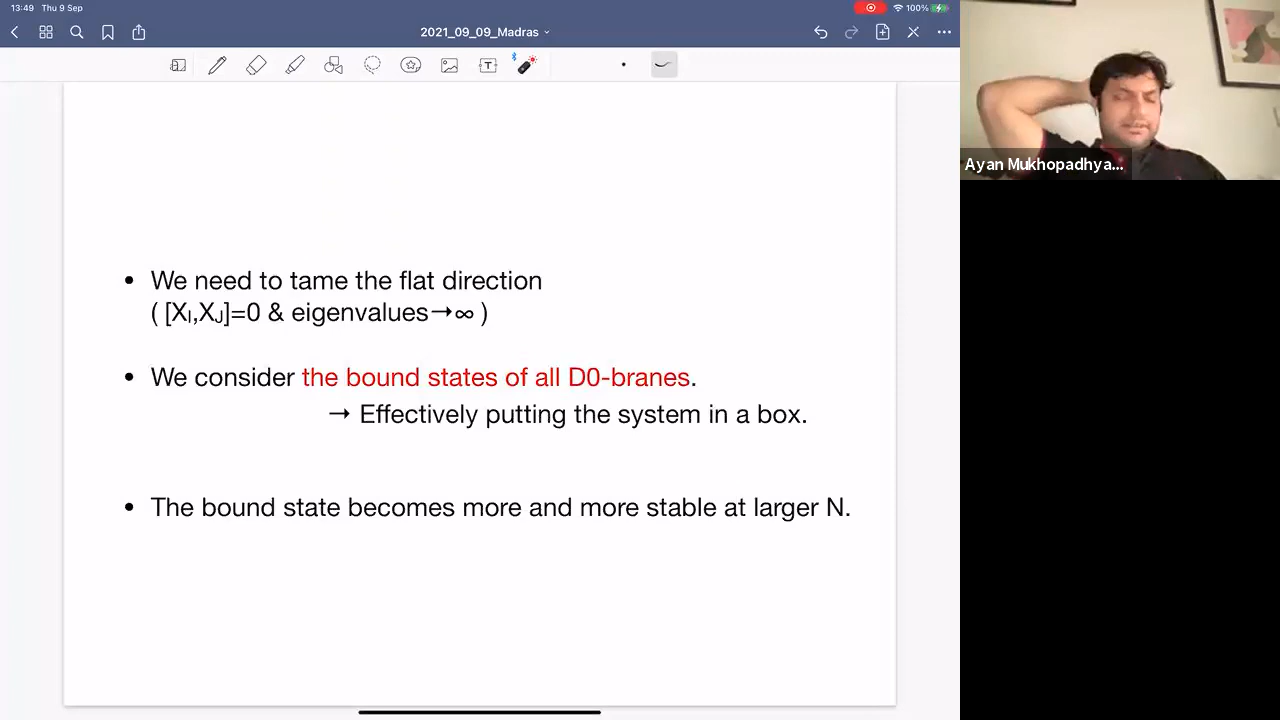 13:49 Thu 9 Sep
100%
2021_09_09_Madras
T
Ayan Mukhopadhya...
• We need to tame the flat direction
( [XI,XJ]=0 & eigenvalues→∞ )
• We consider the bound states of all D0-branes.
→ Effectively putting the system in a box.
• The bound state becomes more and more stable at larger N.